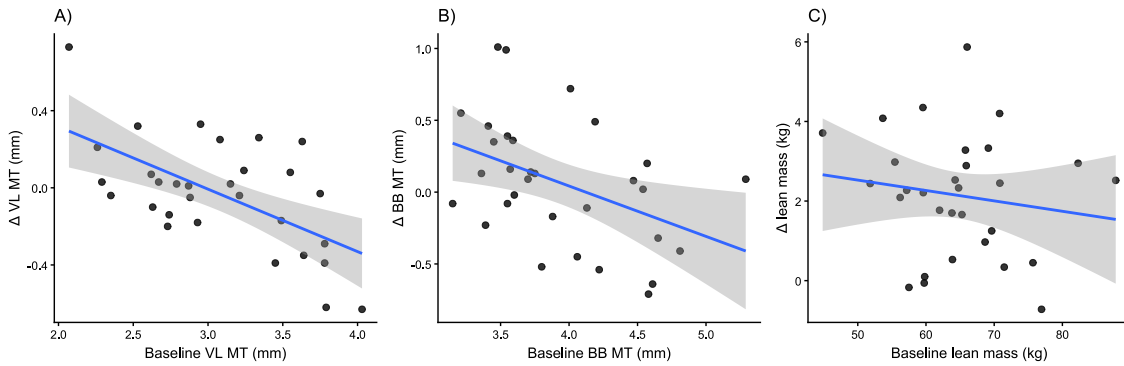 A)
Δ VL MT (mm)
0.4
0.0
-0.4
2.0 2.5 3.0 3.5 4.0
Baseline VL MT (mm)
B)
Δ BB MT (mm)
1.0
0.5
0.0
-0.5
3.5 4.0 4.5 5.0
Baseline BB MT (mm)
C)
Δ lean mass (kg)
6
4
2
0
50 60 70 80
Baseline lean mass (kg)